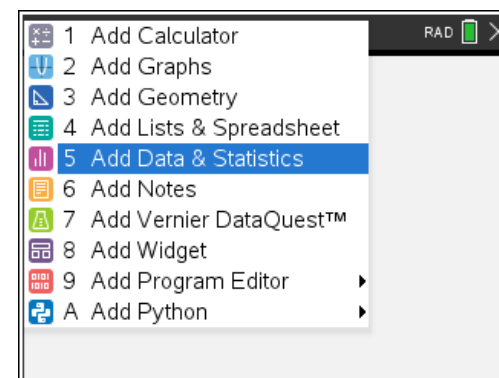 1 Add Calculator
RAD
2 Add Graphs
3 Add Geometry
4 Add Lists & Spreadsheet
5 Add Data & Statistics
6 Add Notes
7 Add Vernier DataQuest™
8 Add Widget
9 Add Program Editor
A Add Python